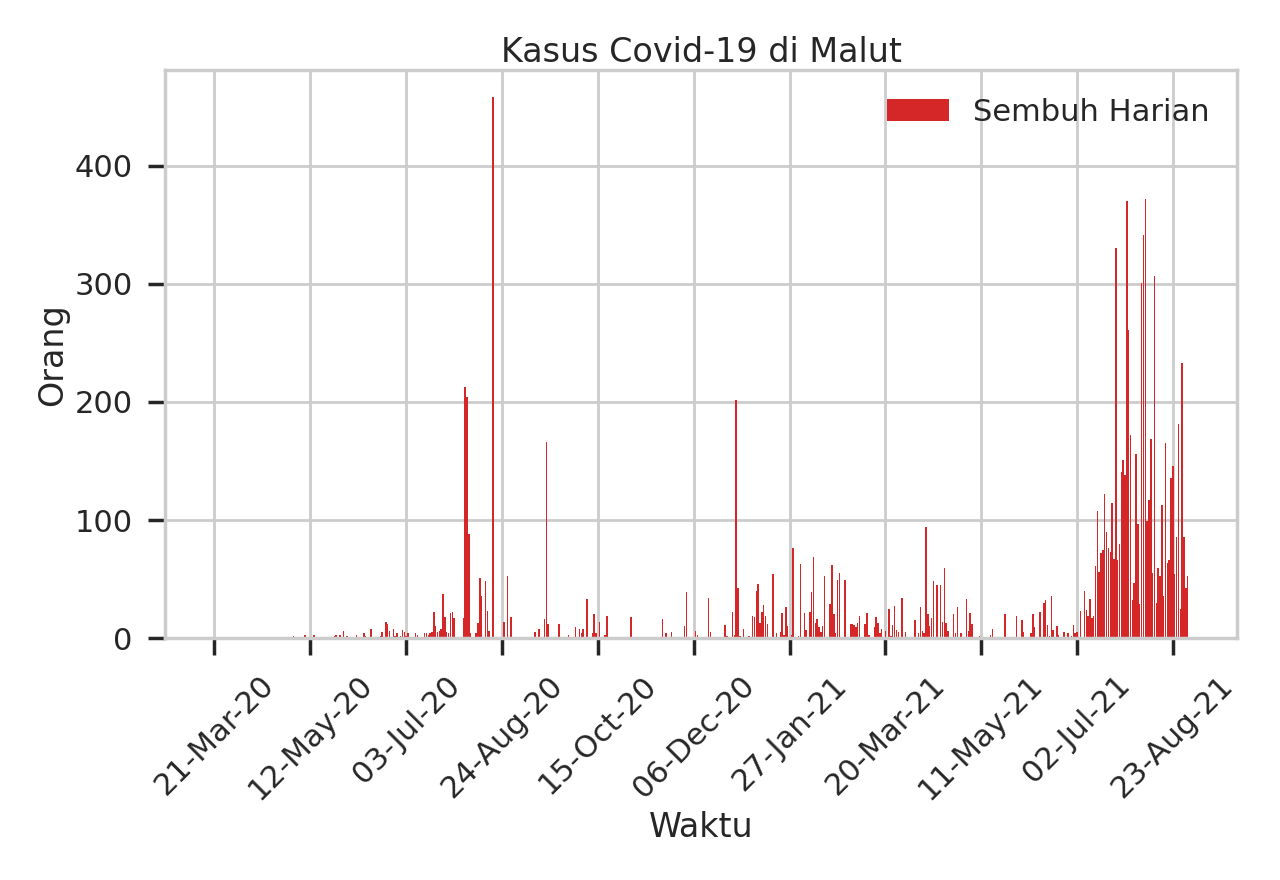 Kasus Covid-19 di Malut
Sembuh Harian
Orang
400
300
200
100
0
21-Mar-20
12-May-20
03-Jul-20
24-Aug-20
15-Oct-20
06-Dec-20
27-Jan-21
20-Mar-21
11-May-21
02-Jul-21
23-Aug-21
Waktu